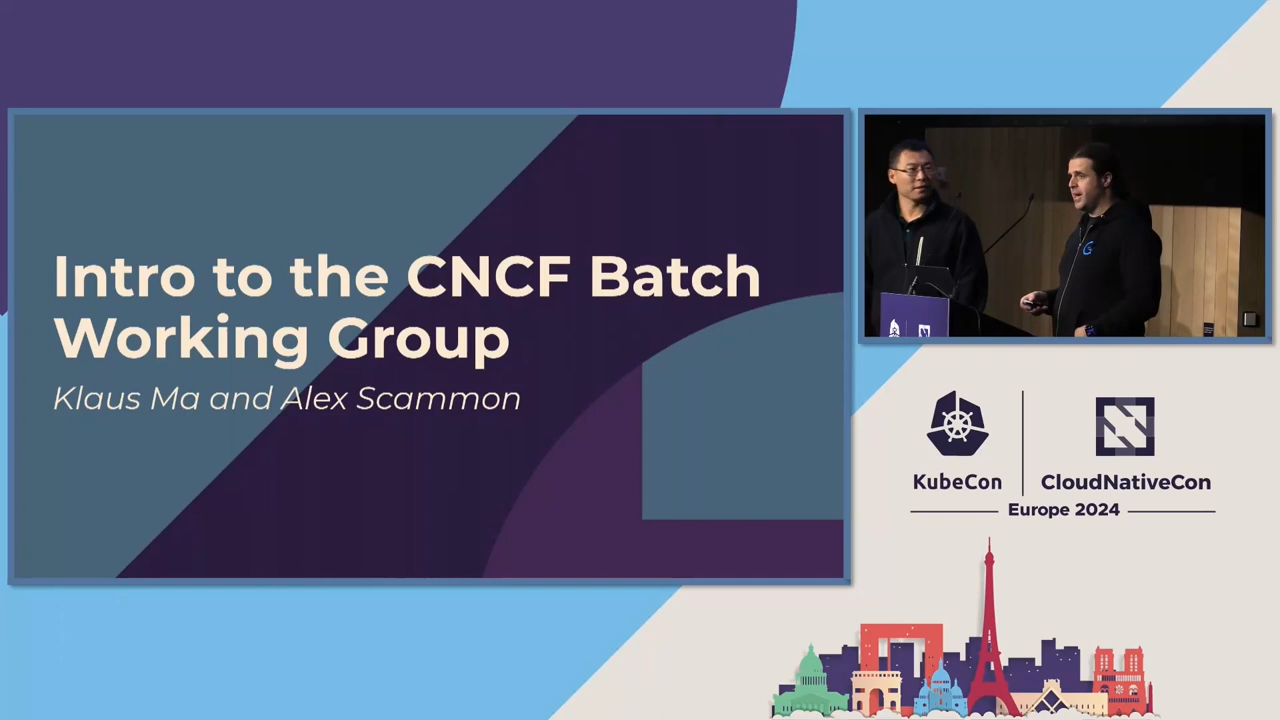 Intro to the CNCF Batch
Working Group
Klaus Ma and Alex Scammon
KubeCon
CloudNativeCon
Europe 2024